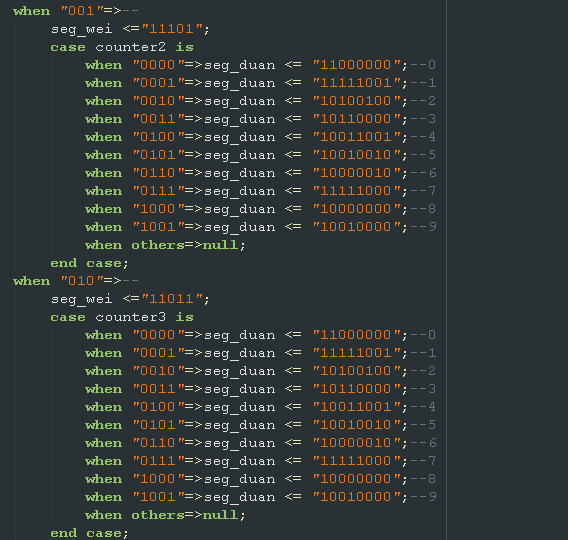 when "001"=>--
seg_wei <="11101";
case counter2 is
when "0000"=>seg_duan <= "11000000";--0
when "0001"=>seg_duan <= "11111001";--1
when "0010"=>seg_duan <= "10100100";--2
when "0011"=>seg_duan <= "10110000";--3
when "0100"=>seg_duan <= "10011001";--4
when "0101"=>seg_duan <= "10010010";--5
when "0110"=>seg_duan <= "10000010";--6
when "0111"=>seg_duan <= "11111000";--7
when "1000"=>seg_duan <= "10000000";--8
when "1001"=>seg_duan <= "10010000";--9
when others=>null;
end case;
when "010"=>--
seg_wei <="11011";
case counter3 is
when "0000"=>seg_duan <= "11000000";--0
when "0001"=>seg_duan <= "11111001";--1
when "0010"=>seg_duan <= "10100100";--2
when "0011"=>seg_duan <= "10110000";--3
when "0100"=>seg_duan <= "10011001";--4
when "0101"=>seg_duan <= "10010010";--5
when "0110"=>seg_duan <= "10000010";--6
when "0111"=>seg_duan <= "11111000";--7
when "1000"=>seg_duan <= "10000000";--8
when "1001"=>seg_duan <= "10010000";--9
when others=>null;
end case;